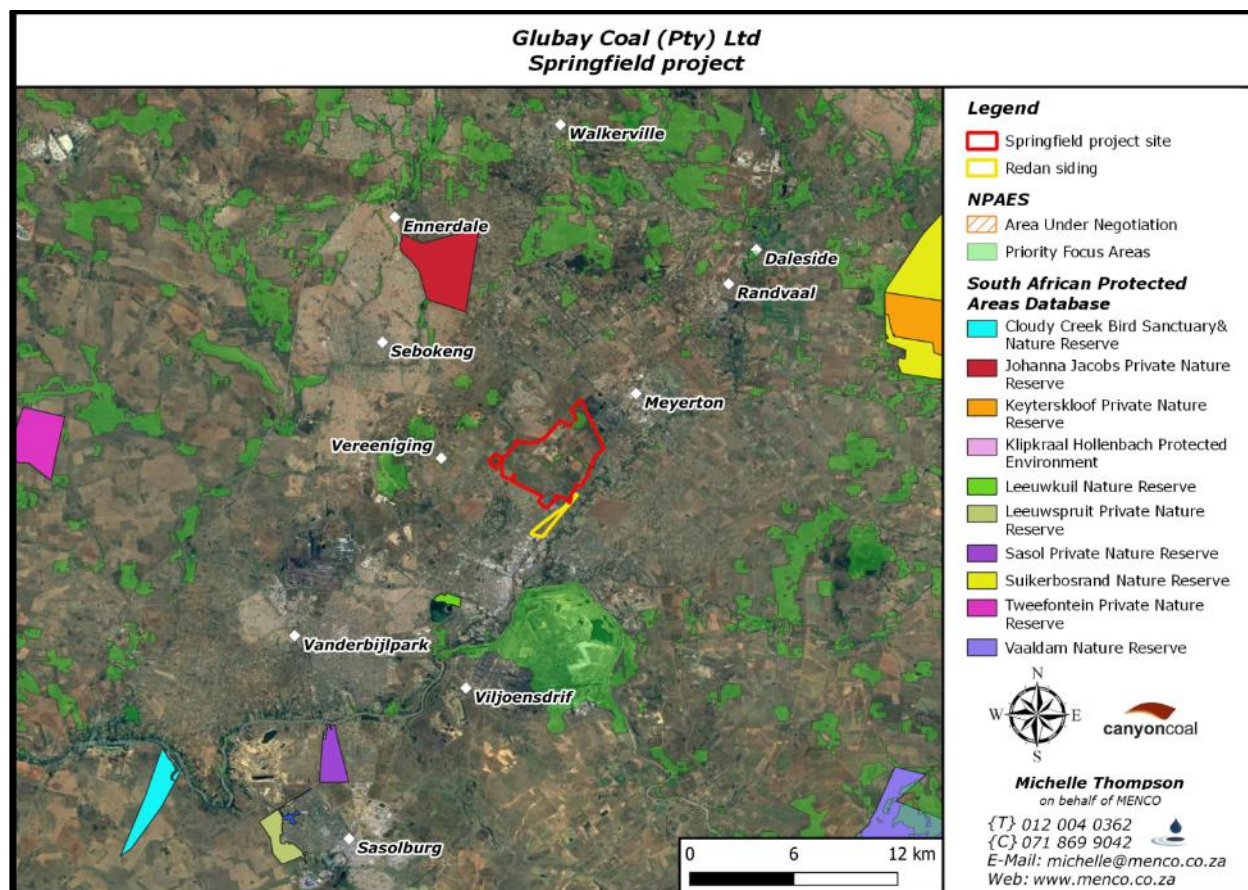 Glubay Coal (Pty) Ltd
Springfield project
Walkerville
Ennerdale
Daleside
Randvaal
Sebokeng
Meyerton
Vereeniging
Vanderbijlpark
Viljoensdrif
Sasolburg
0 6 12 km
Legend
Springfield project site
Redan siding
NPAES
Area Under Negotiation
Priority Focus Areas
South African Protected
Areas Database
Cloudy Creek Bird Sanctuary&
Nature Reserve
Johanna Jacobs Private Nature
Reserve
Keyterskloof Private Nature
Reserve
Klipkraal Hollenbach Protected
Environment
Leeuwkuil Nature Reserve
Leeuwspruit Private Nature
Reserve
Sasol Private Nature Reserve
Suikerbosrand Nature Reserve
Tweefontein Private Nature
Reserve
Vaaldam Nature Reserve
N
W E
S
canyoncoal
Michelle Thompson
on behalf of MENCO
{T} 012 004 0362
{C} 071 869 9042
E-Mail: michelle@menco.co.za
Web: www.menco.co.za